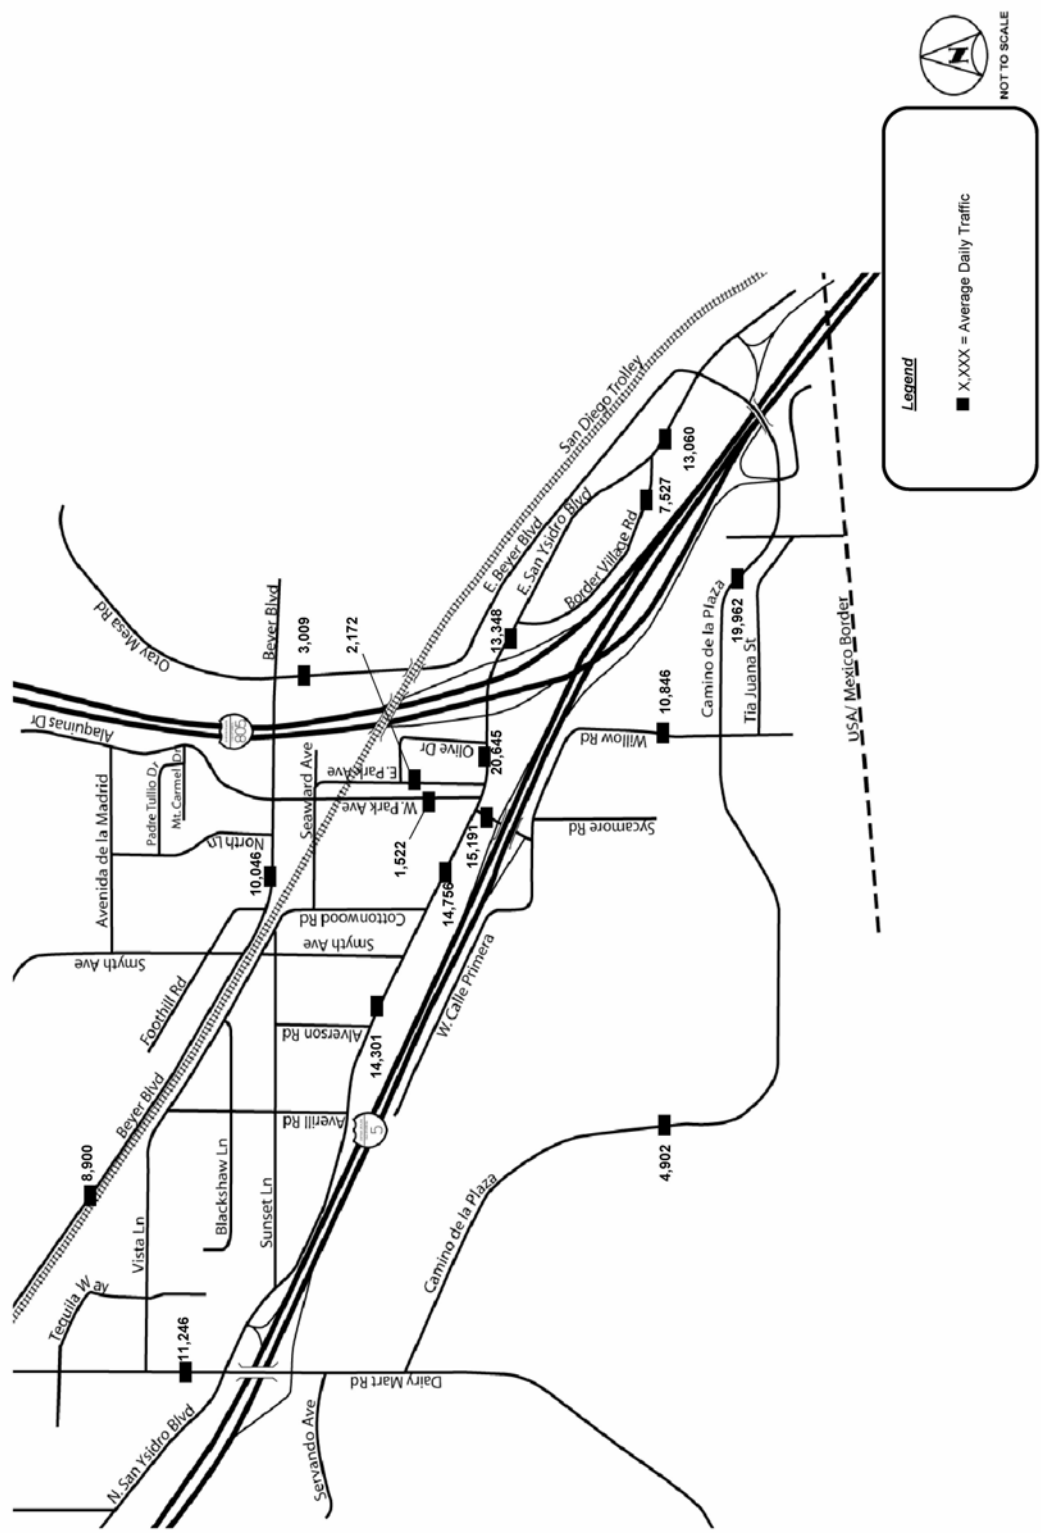 N
NOT TO SCALE
Legend
X,XXX = Average Daily Traffic
San Diego Trolley
Otay Mesa Rd
Beyer Blvd
3,009
2,172
E. Beyer Blvd
E. San Ysidro Blvd
Border Village Rd
13,060
7,527
13,348
Camino de la Plaza
19,962
Tia Juana St
USA/ Mexico Border
10,846
Willow Rd
805
Alaquinas Dr
Avenida de la Madrid
Padre Tullio Dr
Mt. Carmel Dr
North Ln
Seaward Ave
E. Park Ave
Olive Dr
20,645
W. Park Ave
1,522
15,191
Sycamore Rd
10,046
14,756
Cottonwood Rd
Smyth Ave
Smyth Ave
Foothill Rd
Alverson Rd
14,301
W. Calle Primera
Beyer Blvd
8,900
Averill Rd
5
Blackshaw Ln
Sunset Ln
Vista Ln
Tequila Way
4,902
Camino de la Plaza
11,246
Dairy Mart Rd
N. San Ysidro Blvd
Servando Ave